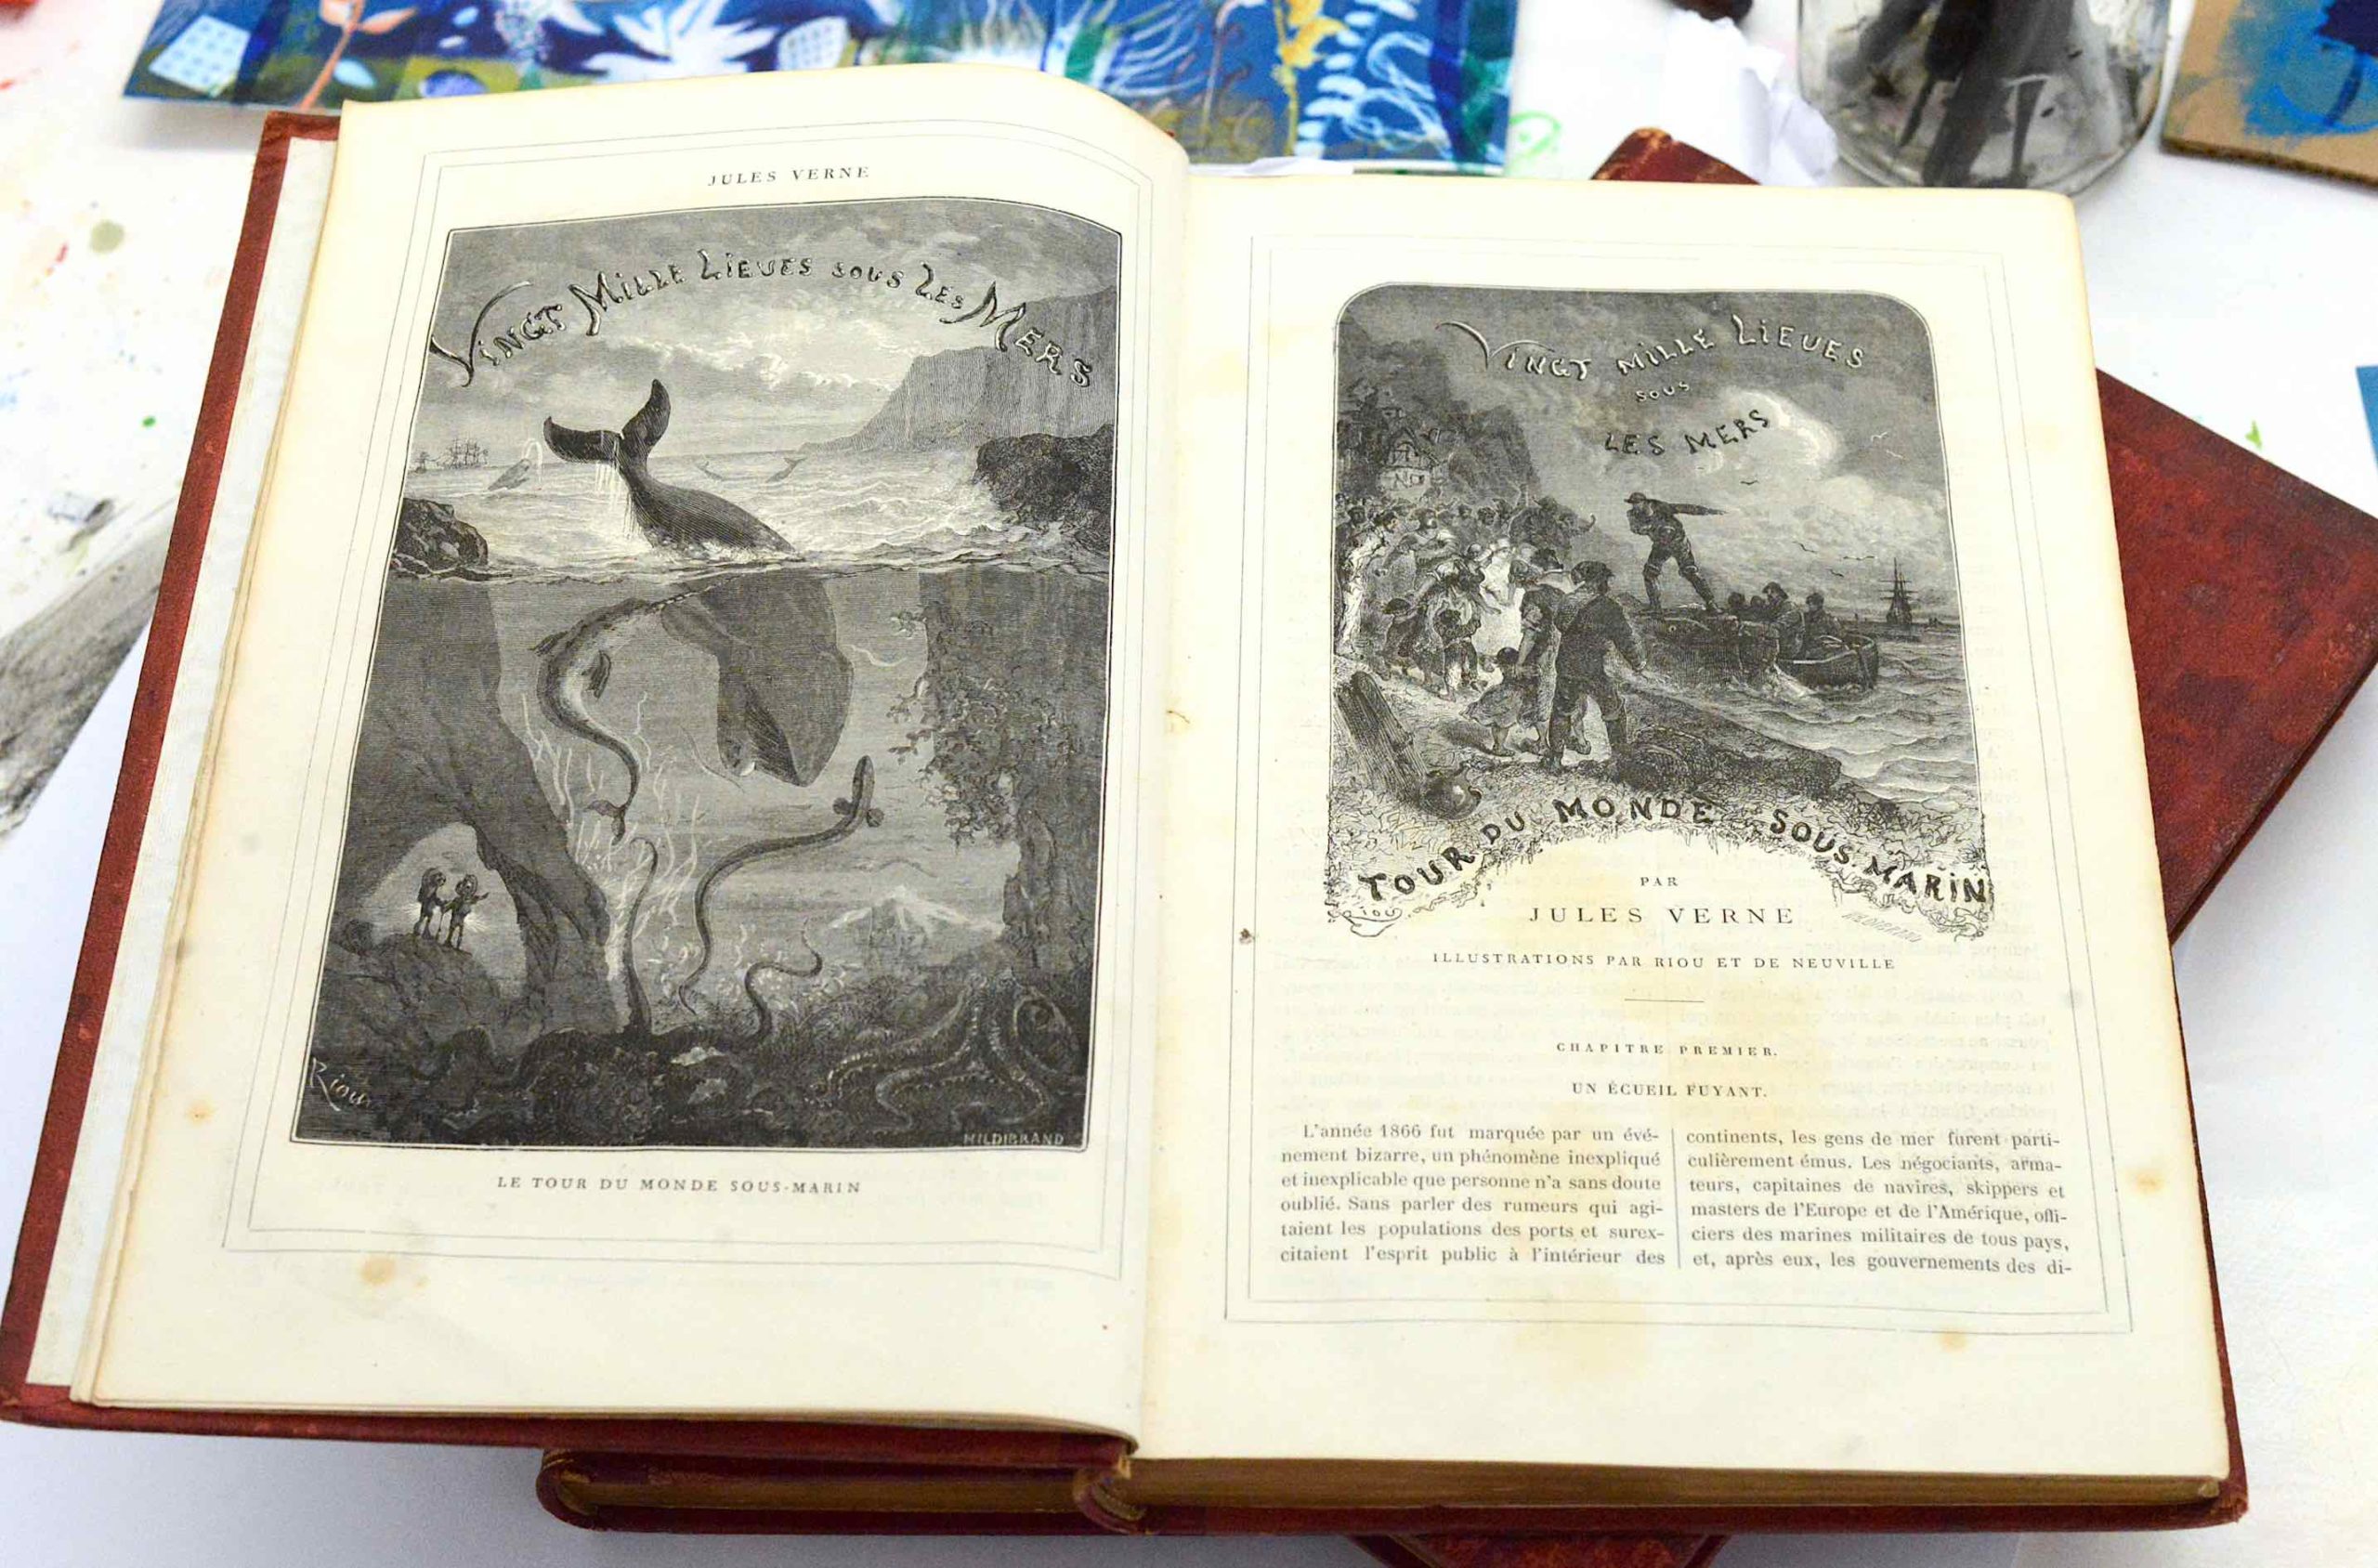 JULES VERNE
VINGT MILLE LIEUES SOUS LES MERS
Riou
HILDIBRAND
LE TOUR DU MONDE SOUS-MARIN
VINGT MILLE LIEUES
SOUS
LES MERS
TOUR DU MONDE SOUS MARIN
Riou
PAR
JULES VERNE
ILLUSTRATIONS PAR RIOU ET DE NEUVILLE
CHAPITRE PREMIER.
UN ÉCUEIL FUYANT.
L'année 1866 fut marquée par un évé-
nement bizarre, un phénomène inexpliqué
et inexplicable que personne n'a sans doute
oublié. Sans parler des rumeurs qui agi-
taient les populations des ports et surex-
citaient l'esprit public à l'intérieur des
continents, les gens de mer furent parti-
culièrement émus. Les négociants, arma-
teurs, capitaines de navires, skippers et
masters de l'Europe et de l'Amérique, offi-
ciers des marines militaires de tous pays,
et, après eux, les gouvernements des di-